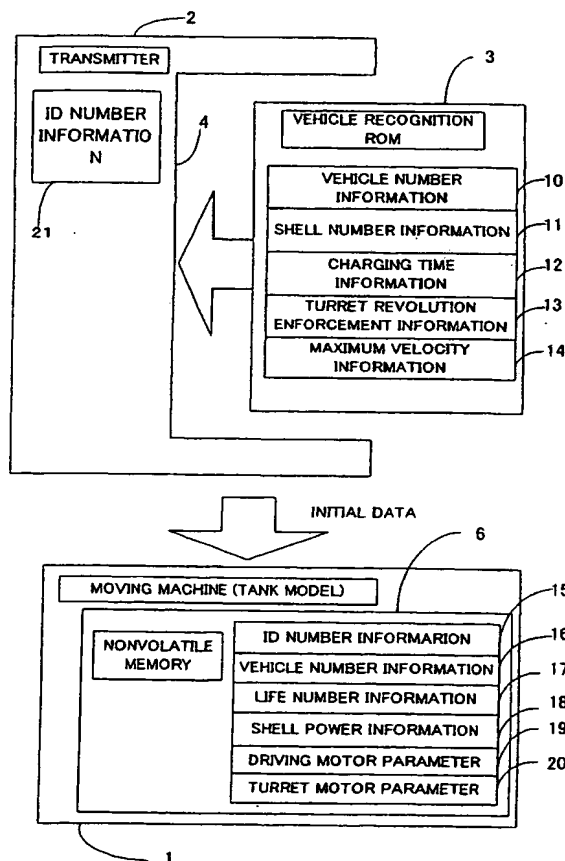 2
TRANSMITTER
ID NUMBER
INFORMATIO
N
4
21
3
VEHICLE RECOGNITION
ROM
VEHICLE NUMBER
INFORMATION
10
SHELL NUMBER INFORMATION
11
CHARGING TIME
INFORMATION
12
TURRET REVOLUTION
ENFORCEMENT INFORMATION
13
MAXIMUM VELOCITY
INFORMATION
14
INITIAL DATA
6
MOVING MACHINE (TANK MODEL)
15
NONVOLATILE
MEMORY
ID NUMBER INFORMARION
16
VEHICLE NUMBER INFORMATION
17
LIFE NUMBER INFORMATION
18
SHELL POWER INFORMATION
19
DRIVING MOTOR PARAMETER
20
TURRET MOTOR PARAMETER
1